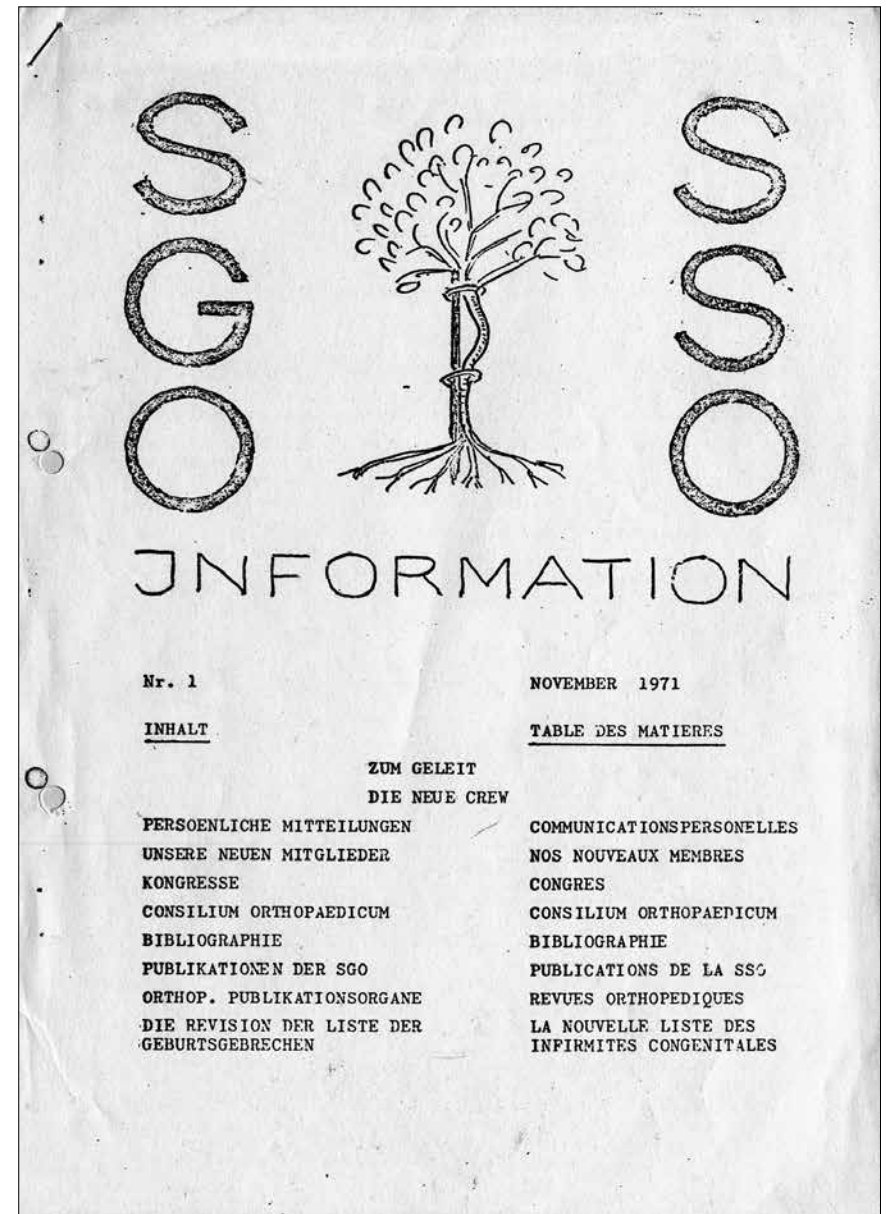 SGO
SSO
JNFORMATION
Nr. 1
NOVEMBER 1971
INHALT
TABLE DES MATIERES
ZUM GELEIT
DIE NEUE CREW
PERSOENLICHE MITTEILUNGEN
COMMUNICATIONSPERSONELLES
UNSERE NEUEN MITGLIEDER
NOS NOUVEAUX MEMBRES
KONGRESSE
CONGRES
CONSILIUM ORTHOPAEDICUM
CONSILIUM ORTHOPAEDICUM
BIBLIOGRAPHIE
BIBLIOGRAPHIE
PUBLIKATIONEN DER SGO
PUBLICATIONS DE LA SSO
ORTHOP. PUBLIKATIONSORGANE
REVUES ORTHOPEDIQUES
DIE REVISION DER LISTE DER
GEBURTSGEBRECHEN
LA NOUVELLE LISTE DES
INFIRMITES CONGENITALES